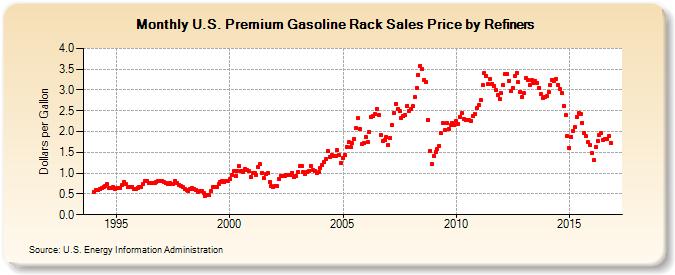 Monthly U.S. Premium Gasoline Rack Sales Price by Refiners
Dollars per Gallon
4.0
3.5
3.0
2.5
2.0
1.5
1.0
0.5
0.0
1995 2000 2005 2010 2015
Source: U.S. Energy Information Administration